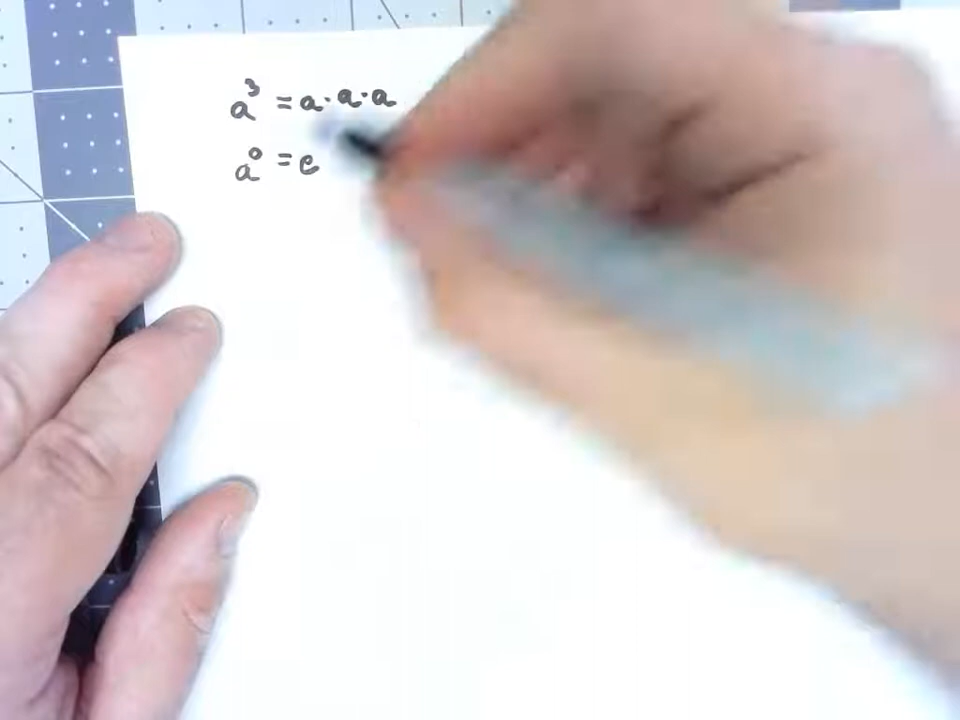 a³ = a·a·a
a⁰ = e